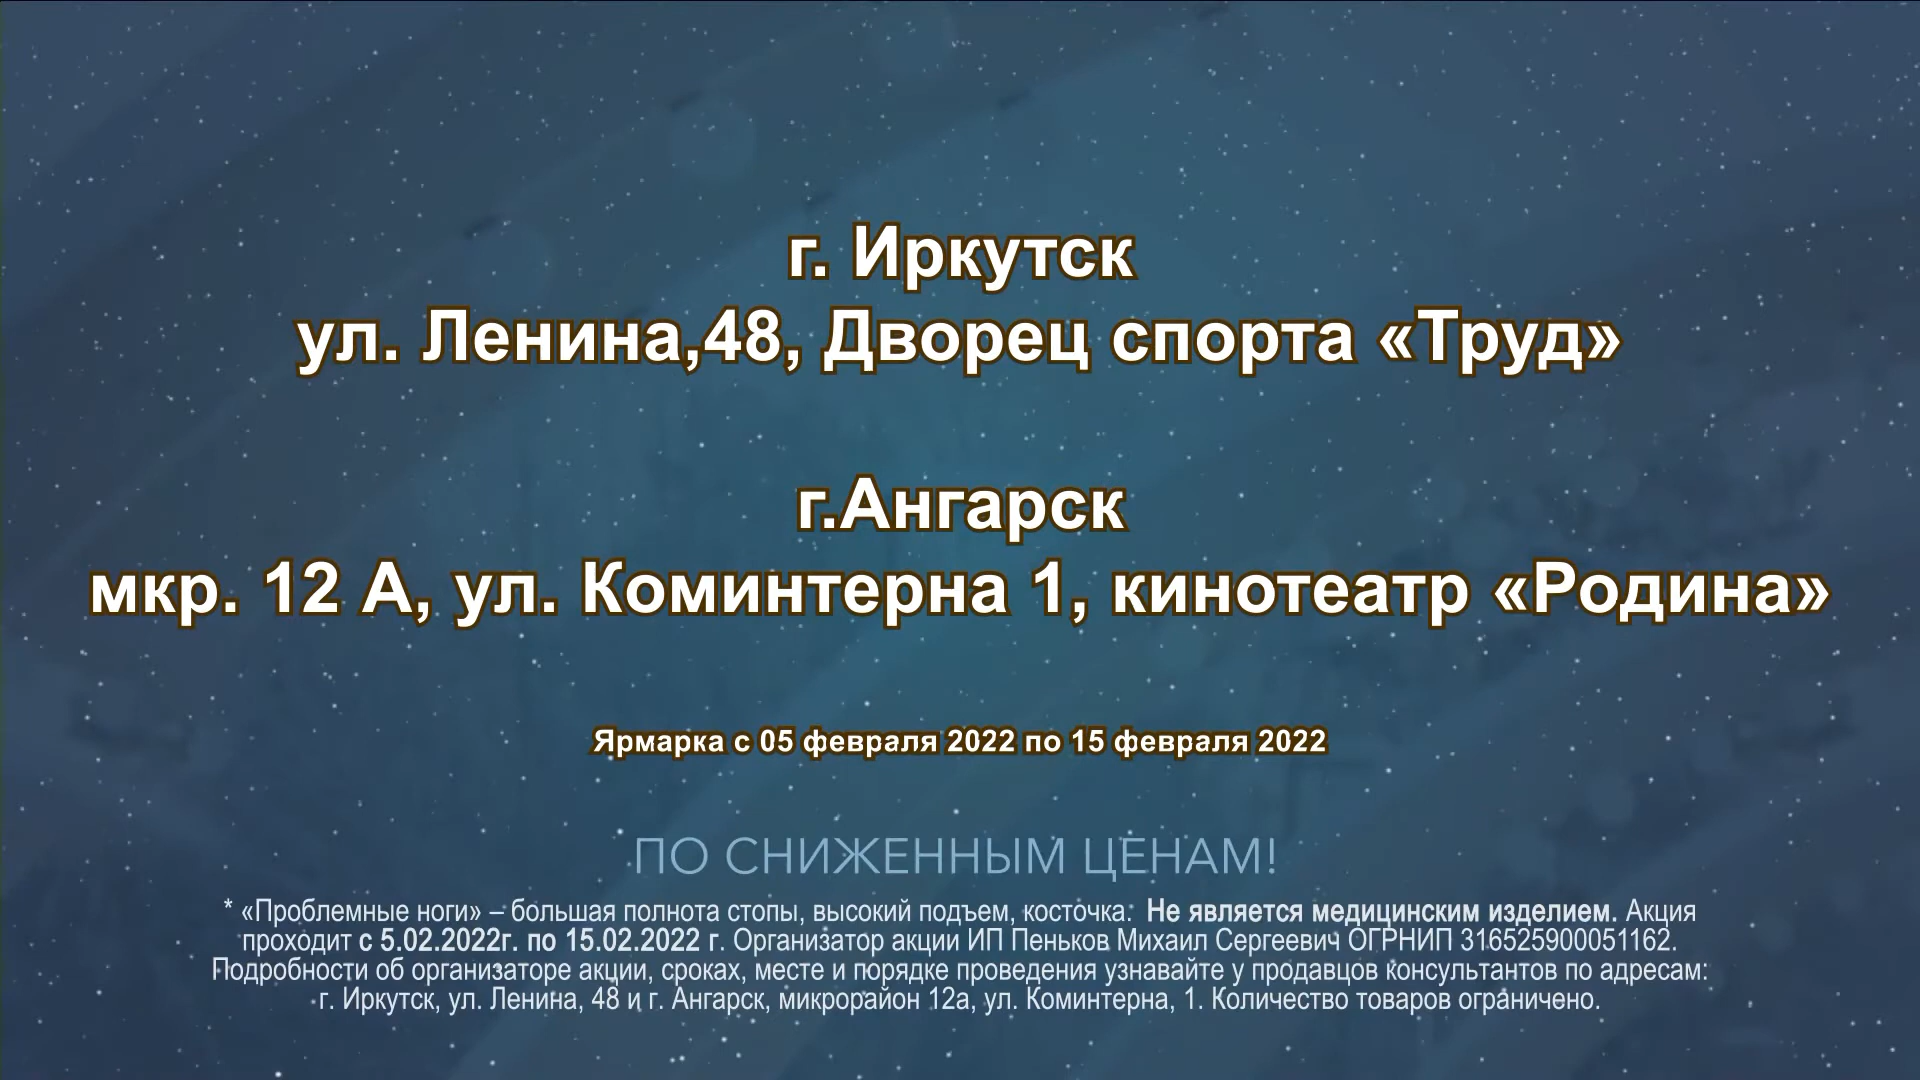 г. Иркутск
ул. Ленина,48, Дворец спорта «Труд»
г.Ангарск
мкр. 12 А, ул. Коминтерна 1, кинотеатр «Родина»
Ярмарка с 05 февраля 2022 по 15 февраля 2022
ПО СНИЖЕННЫМ ЦЕНАМ!
* «Проблемные ноги» – большая полнота стопы, высокий подъем, косточка. Не является медицинским изделием. Акция
проходит с 5.02.2022г. по 15.02.2022 г. Организатор акции ИП Пеньков Михаил Сергеевич ОГРНИП 316525900051162.
Подробности об организаторе акции, сроках, месте и порядке проведения узнавайте у продавцов консультантов по адресам:
г. Иркутск, ул. Ленина, 48 и г. Ангарск, микрорайон 12а, ул. Коминтерна, 1. Количество товаров ограничено.